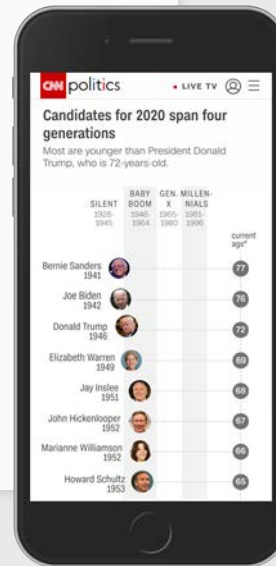 CNN politics • LIVE TV
Candidates for 2020 span four
generations
Most are younger than President Donald
Trump, who is 72-years-old.
SILENT
1928-
1945
BABY
BOOM
1946-
1964
GEN.
X
1965-
1980
MILLEN-
NIALS
1981-
1996
current
age*
Bernie Sanders
1941
77
Joe Biden
1942
76
Donald Trump
1946
72
Elizabeth Warren
1949
69
Jay Inslee
1951
68
John Hickenlooper
1952
67
Marianne Williamson
1952
66
Howard Schultz
1953
65